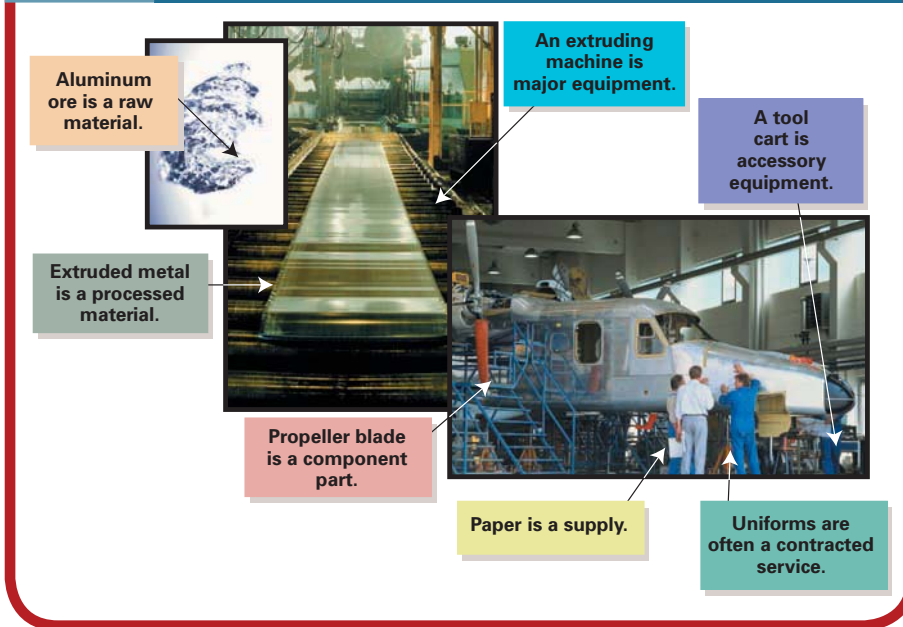 Aluminum
ore is a raw
material.
An extruding
machine is
major equipment.
A tool
cart is
accessory
equipment.
Extruded metal
is a processed
material.
Propeller blade
is a component
part.
Paper is a supply.
Uniforms are
often a contracted
service.